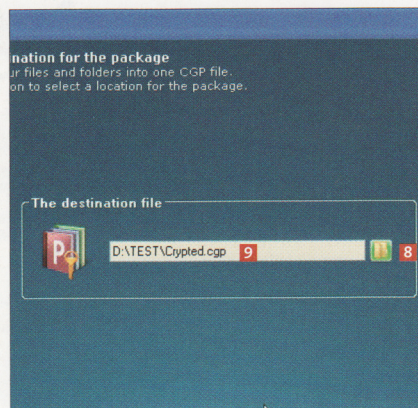 nation for the package
ur files and folders into one CGP file.
on to select a location for the package.
The destination file
P
D:\TEST\Crypted.cgp 9 8